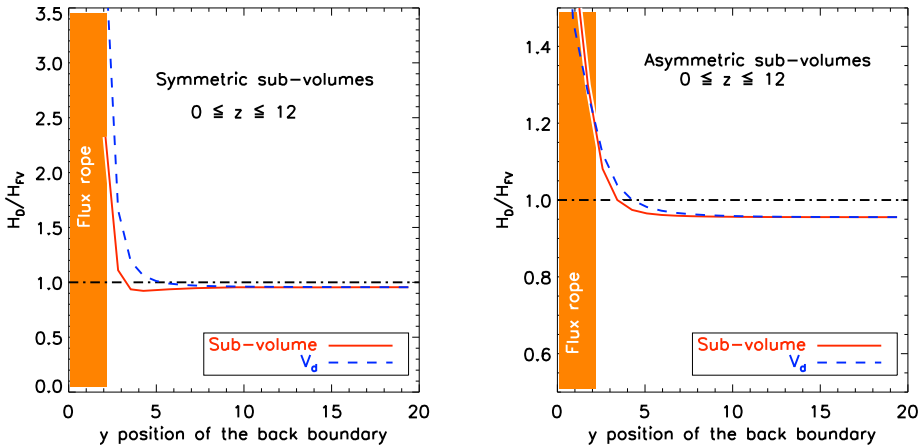 3.5
3.0
2.5
2.0
1.5
1.0
0.5
0.0
H_D/H_Fv
Symmetric sub-volumes
0 ≦ z ≦ 12
Flux rope
Sub-volume
V_d
0 5 10 15 20
y position of the back boundary
1.4
1.2
1.0
0.8
0.6
H_D/H_Fv
Asymmetric sub-volumes
0 ≦ z ≦ 12
Flux rope
Sub-volume
V_d
0 5 10 15 20
y position of the back boundary